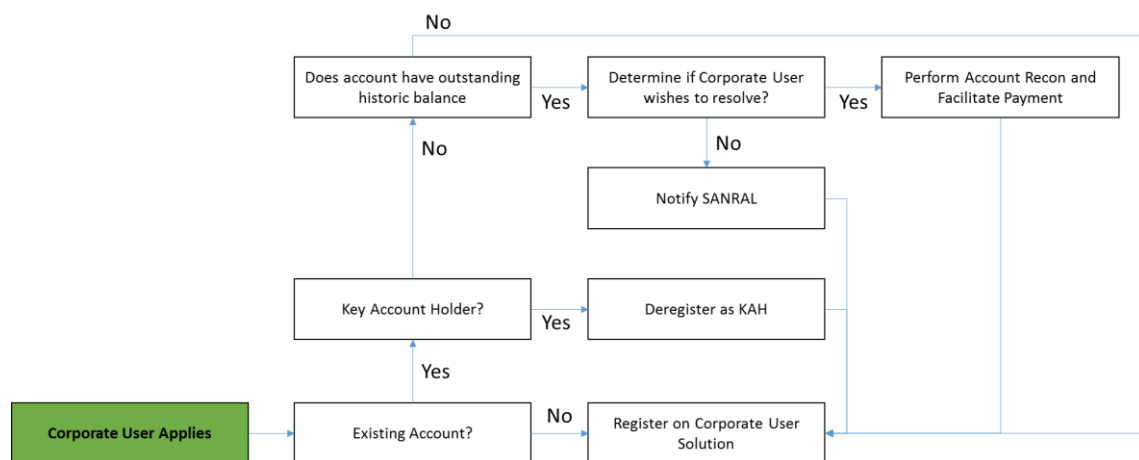 No
Does account have outstanding
historic balance
Yes
Determine if Corporate User
wishes to resolve?
Yes
Perform Account Recon and
Facilitate Payment
No
No
Notify SANRAL
Key Account Holder?
Yes
Deregister as KAH
Yes
Corporate User Applies
Existing Account?
No
Register on Corporate User
Solution